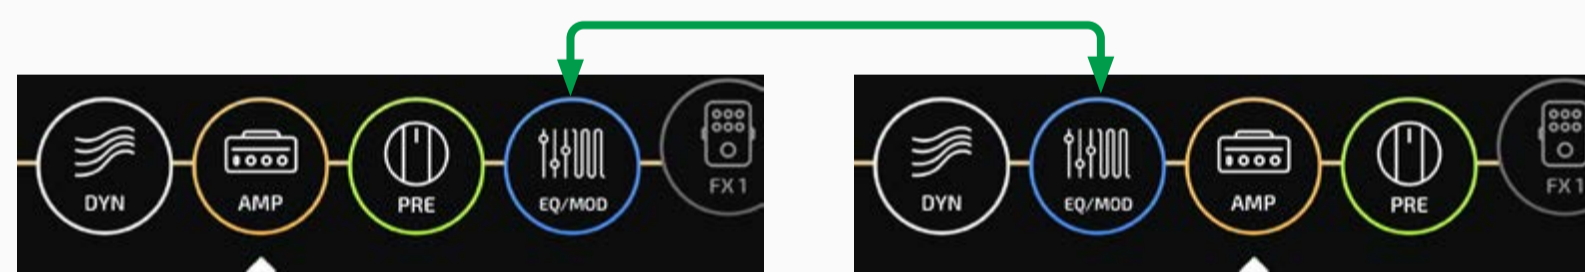 DYN
AMP
PRE
EQ/MOD
FX 1
DYN
EQ/MOD
AMP
PRE
FX 1